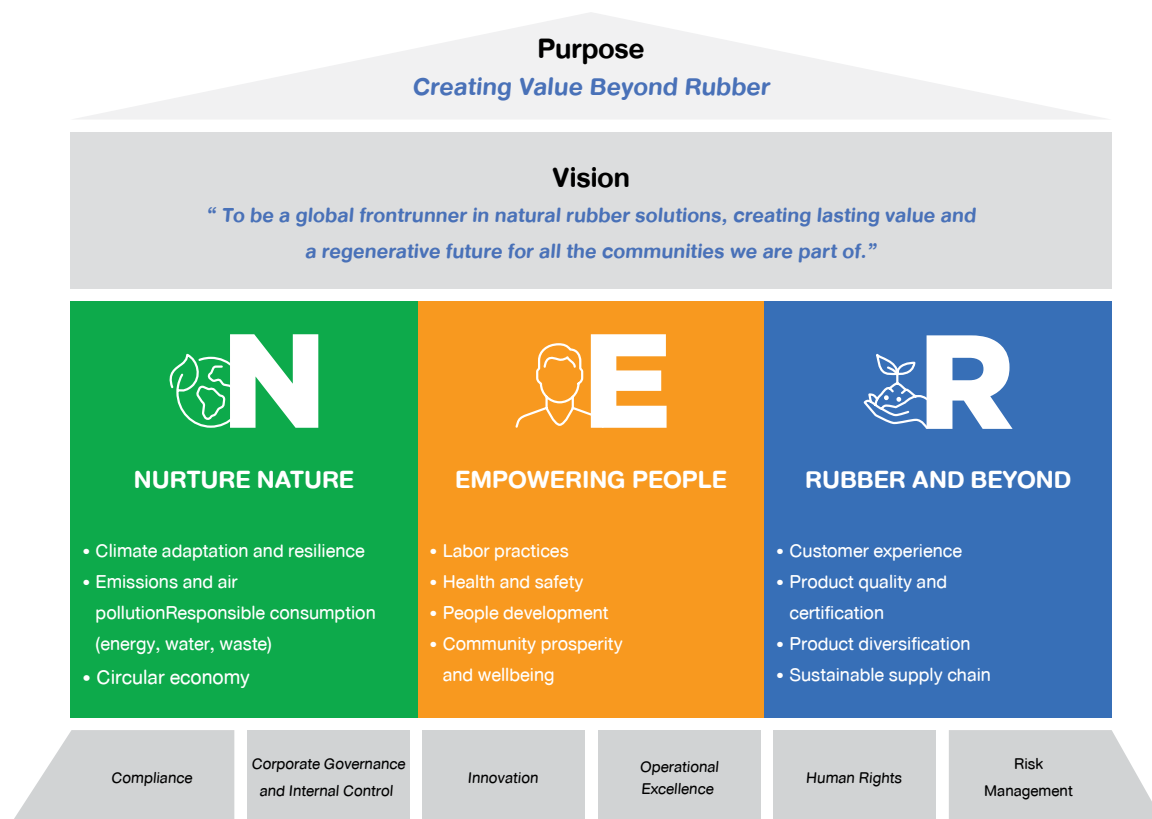 Purpose
Creating Value Beyond Rubber
Vision
“ To be a global frontrunner in natural rubber solutions, creating lasting value and
a regenerative future for all the communities we are part of.”
N
NURTURE NATURE
• Climate adaptation and resilience
• Emissions and air
pollutionResponsible consumption
(energy, water, waste)
• Circular economy
E
EMPOWERING PEOPLE
• Labor practices
• Health and safety
• People development
• Community prosperity
and wellbeing
R
RUBBER AND BEYOND
• Customer experience
• Product quality and
certification
• Product diversification
• Sustainable supply chain
Compliance
Corporate Governance
and Internal Control
Innovation
Operational
Excellence
Human Rights
Risk
Management